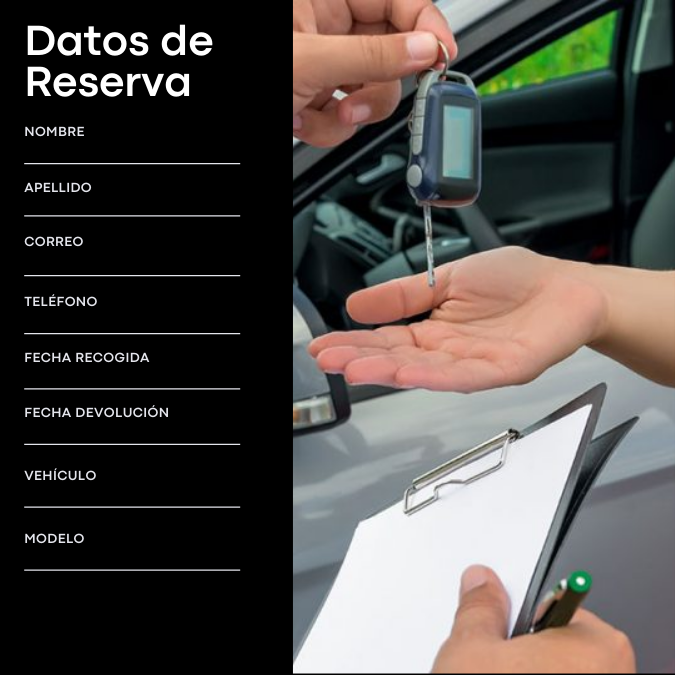 Datos de
Reserva
NOMBRE
APELLIDO
CORREO
TELÉFONO
FECHA RECOGIDA
FECHA DEVOLUCIÓN
VEHÍCULO
MODELO